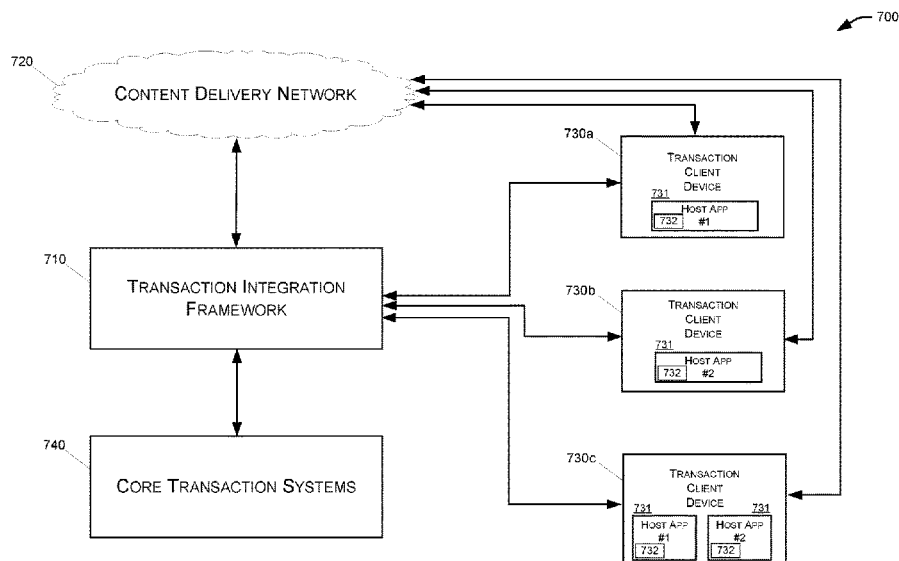 700
720
CONTENT DELIVERY NETWORK
730a
TRANSACTION
CLIENT
DEVICE
731
HOST APP
732 #1
710
TRANSACTION INTEGRATION
FRAMEWORK
730b
TRANSACTION
CLIENT
DEVICE
731
HOST APP
732 #2
740
CORE TRANSACTION SYSTEMS
730c
TRANSACTION
CLIENT
DEVICE
731 731
HOST APP HOST APP
#1 #2
732 732